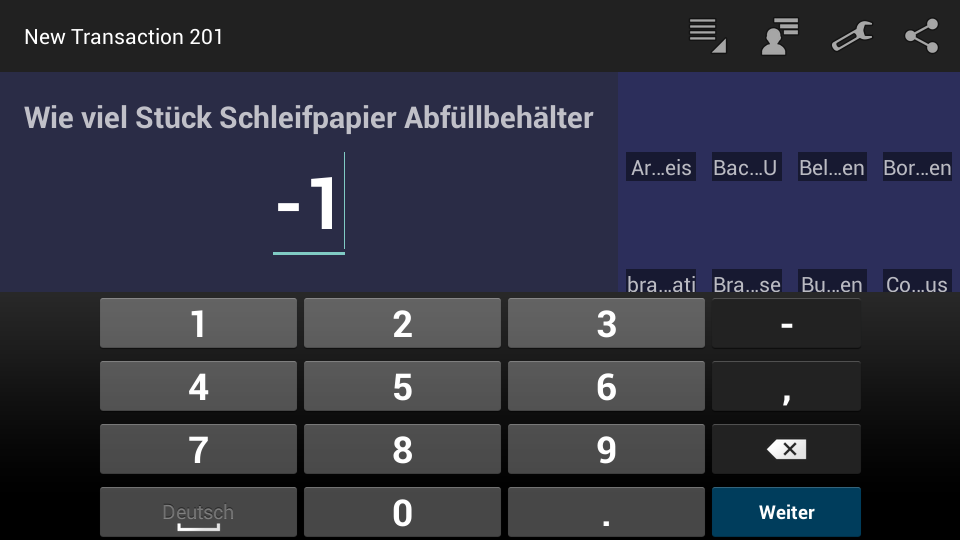 New Transaction 201
Wie viel Stück Schleifpapier Abfüllbehälter
-1
Ar...eis Bac...U Bel...en Bor...en
bra...ati Bra...se Bu...en Co...us
1 2 3 -
4 5 6 ,
7 8 9
Deutsch 0 . Weiter